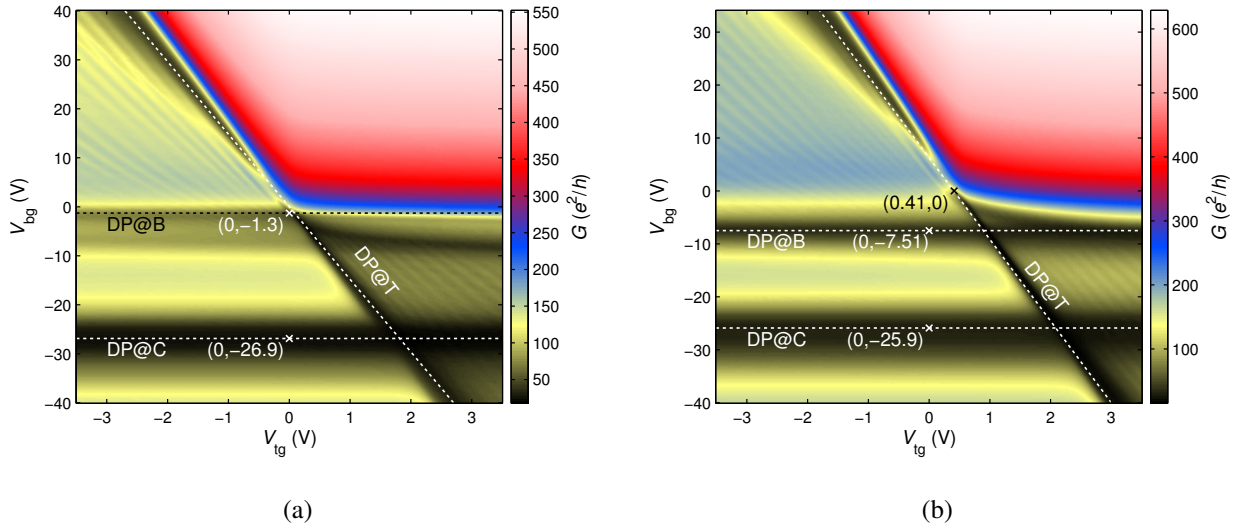 40
30
20
10
0
−10
−20
−30
−40
V_bg (V)
−3 −2 −1 0 1 2 3
V_tg (V)
DP@B
(0,−1.3)
DP@T
DP@C
(0,−26.9)
550
500
450
400
350
300
250
200
150
100
50
G (e²/h)
(a)
40
30
20
10
0
−10
−20
−30
−40
V_bg (V)
−3 −2 −1 0 1 2 3
V_tg (V)
(0.41,0)
DP@B
(0,−7.51)
DP@T
DP@C
(0,−25.9)
600
500
400
300
200
100
G (e²/h)
(b)